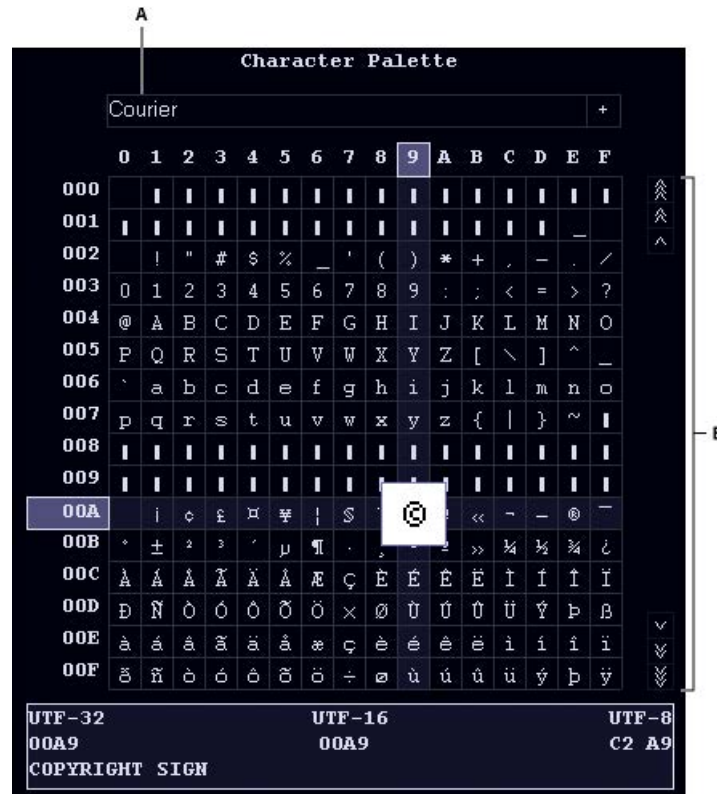 A
Character Palette
Courier +
0 1 2 3 4 5 6 7 8 9 A B C D E F
000
001 _
002 ! " # $ % _ ' ( ) * + , — . /
003 0 1 2 3 4 5 6 7 8 9 : ; < = > ?
004 @ A B C D E F G H I J K L M N O
005 P Q R S T U V W X Y Z [ \ ] ^ _
006 ` a b c d e f g h i j k l m n o
007 p q r s t u v w x y z { | } ~
008
009
00A ¡ ¢ £ ¤ ¥ ¦ § © « ¬ – ® ¯
00B ° ± ² ³ ´ µ ¶ · » ¼ ½ ¾ ¿
00C À Á Â Ã Ä Å Æ Ç È É Ê Ë Ì Í Î Ï
00D Ð Ñ Ò Ó Ô Õ Ö × Ø Ù Ú Û Ü Ý Þ ß
00E à á â ã ä å æ ç è é ê ë ì í î ï
00F ð ñ ò ó ô õ ö ÷ ø ù ú û ü ý þ ÿ
UTF-32 UTF-16 UTF-8
00A9 00A9 C2 A9
COPYRIGHT SIGN